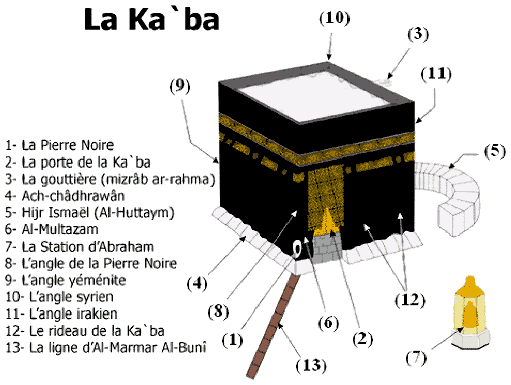 La Ka`ba
(10)
(3)
(9)
(11)
1- La Pierre Noire
2- La porte de la Ka`ba
3- La gouttière (mizrâb ar-rahma)
4- Ach-châdhrawân
5- Hijr Ismaël (Al-Huttaym)
6- Al-Multazam
7- La Station d'Abraham
8- L'angle de la Pierre Noire
9- L'angle yéménite
10- L'angle syrien
11- L'angle irakien
12- Le rideau de la Ka`ba
13- La ligne d'Al-Marmar Al-Bunî
(5)
(4)
(8)
(1)
(6)
(2)
(12)
(13)
(7)